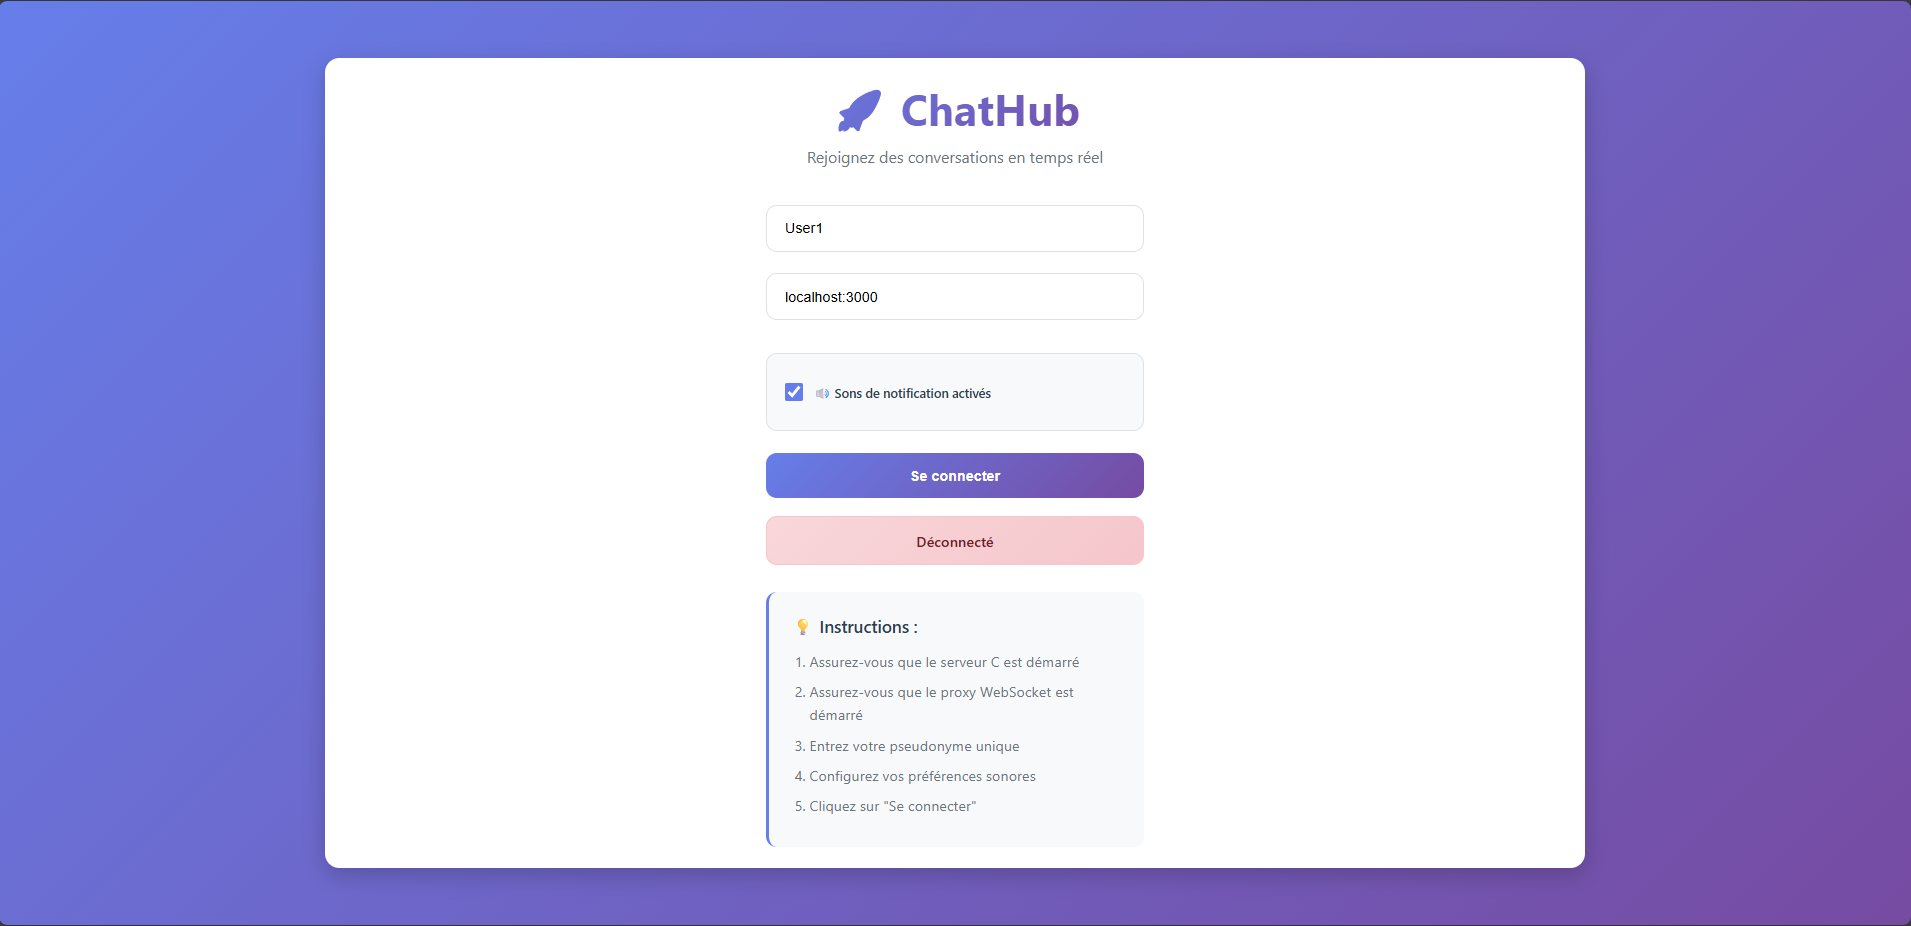 ChatHub
Rejoignez des conversations en temps réel
User1
localhost:3000
Sons de notification activés
Se connecter
Déconnecté
Instructions :
1. Assurez-vous que le serveur C est démarré
2. Assurez-vous que le proxy WebSocket est
démarré
3. Entrez votre pseudonyme unique
4. Configurez vos préférences sonores
5. Cliquez sur "Se connecter"